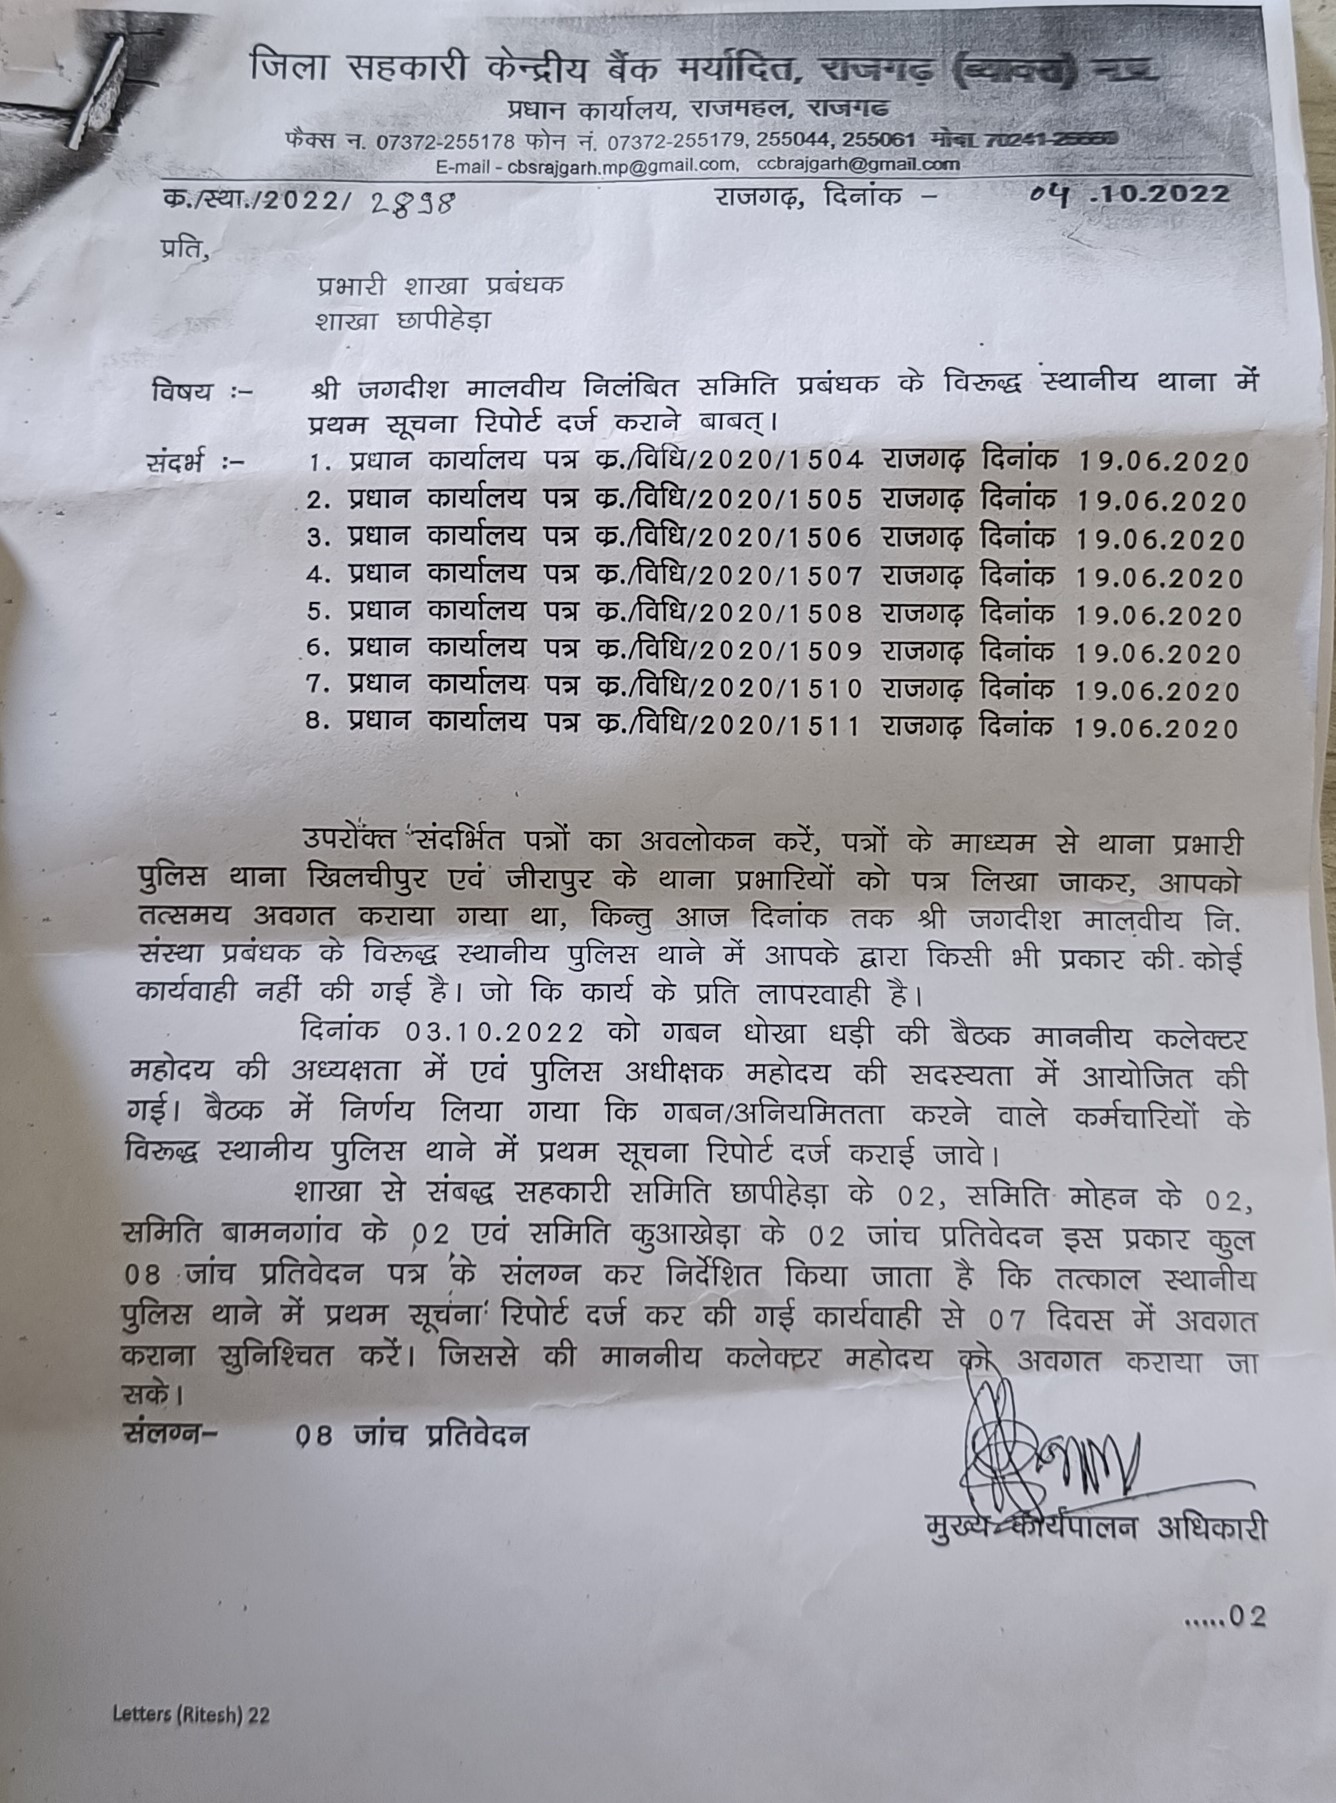 जिला सहकारी केन्द्रीय बैंक मर्यादित, राजगढ़
प्रधान कार्यालय, राजमहल, राजगढ
फैक्स न. 07372-255178 फोन नं. 07372-255179, 255044, 255061
E-mail - cbsrajgarh.mp@gmail.com, ccbrajgarh@gmail.com
क./स्था./2022/ 2898 राजगढ़, दिनांक - 04 .10.2022
प्रति,
प्रभारी शाखा प्रबंधक
शाखा छापीहेड़ा
विषय :- श्री जगदीश मालवीय निलंबित समिति प्रबंधक के विरूद्ध स्थानीय थाना में
प्रथम सूचना रिपोर्ट दर्ज कराने बाबत्।
संदर्भ :- 1. प्रधान कार्यालय पत्र क्र./विधि/2020/1504 राजगढ़ दिनांक 19.06.2020
2. प्रधान कार्यालय पत्र क्र./विधि/2020/1505 राजगढ़ दिनांक 19.06.2020
3. प्रधान कार्यालय पत्र क्र./विधि/2020/1506 राजगढ़ दिनांक 19.06.2020
4. प्रधान कार्यालय पत्र क्र./विधि/2020/1507 राजगढ़ दिनांक 19.06.2020
5. प्रधान कार्यालय पत्र क्र./विधि/2020/1508 राजगढ़ दिनांक 19.06.2020
6. प्रधान कार्यालय पत्र क्र./विधि/2020/1509 राजगढ़ दिनांक 19.06.2020
7. प्रधान कार्यालय पत्र क्र./विधि/2020/1510 राजगढ़ दिनांक 19.06.2020
8. प्रधान कार्यालय पत्र क्र./विधि/2020/1511 राजगढ़ दिनांक 19.06.2020
उपरोक्त संदर्भित पत्रों का अवलोकन करें, पत्रों के माध्यम से थाना प्रभारी
पुलिस थाना खिलचीपुर एवं जीरापुर के थाना प्रभारियों को पत्र लिखा जाकर, आपको
तत्समय अवगत कराया गया था, किन्तु आज दिनांक तक श्री जगदीश मालवीय नि.
संस्था प्रबंधक के विरूद्ध स्थानीय पुलिस थाने में आपके द्वारा किसी भी प्रकार की कोई
कार्यवाही नहीं की गई है। जो कि कार्य के प्रति लापरवाही है।
दिनांक 03.10.2022 को गबन धोखा धड़ी की बैठक माननीय कलेक्टर
महोदय की अध्यक्षता में एवं पुलिस अधीक्षक महोदय की सदस्यता में आयोजित की
गई। बैठक में निर्णय लिया गया कि गबन/अनियमितता करने वाले कर्मचारियों के
विरूद्ध स्थानीय पुलिस थाने में प्रथम सूचना रिपोर्ट दर्ज कराई जावे।
शाखा से संबद्ध सहकारी समिति छापीहेड़ा के 02, समिति मोहन के 02,
समिति बामनगांव के 02 एवं समिति कुआखेड़ा के 02 जांच प्रतिवेदन इस प्रकार कुल
08 जांच प्रतिवेदन पत्र के संलग्न कर निर्देशित किया जाता है कि तत्काल स्थानीय
पुलिस थाने में प्रथम सूचना रिपोर्ट दर्ज कर की गई कार्यवाही से 07 दिवस में अवगत
कराना सुनिश्चित करें। जिससे की माननीय कलेक्टर महोदय को अवगत कराया जा
सके।
संलग्न- 08 जांच प्रतिवेदन
मुख्य कार्यपालन अधिकारी
.....02
Letters (Ritesh) 22